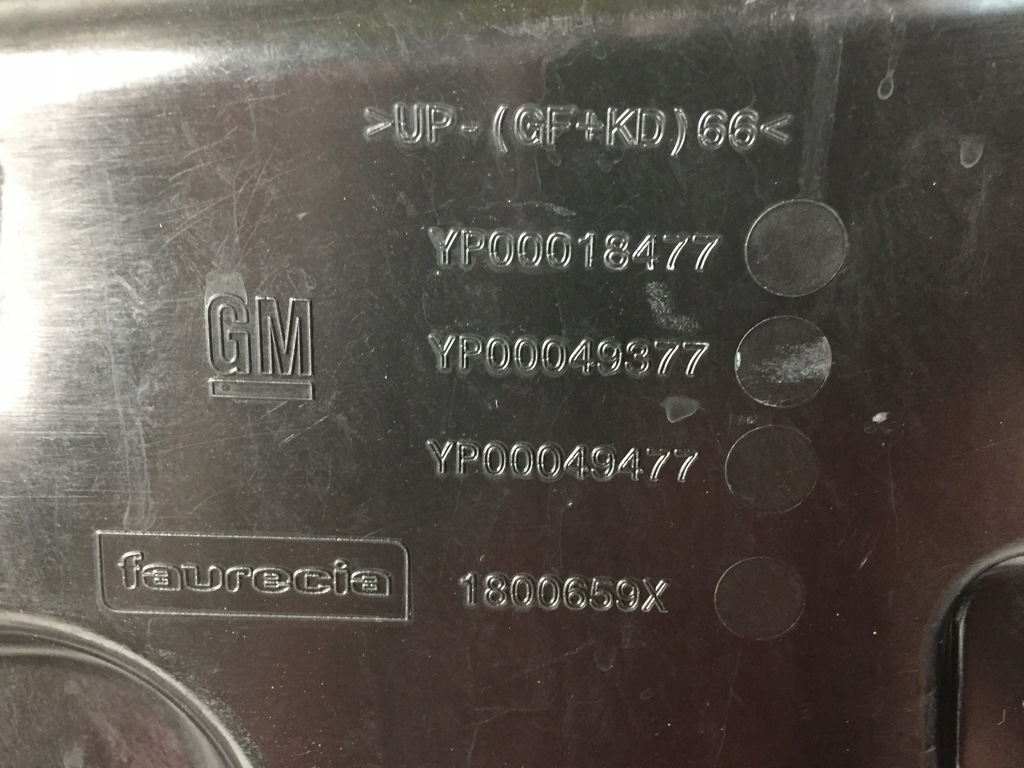 >UP-(GF+KD)66<
YP00018477
GM
YP00049377
YP00049477
faurecia
1800659X